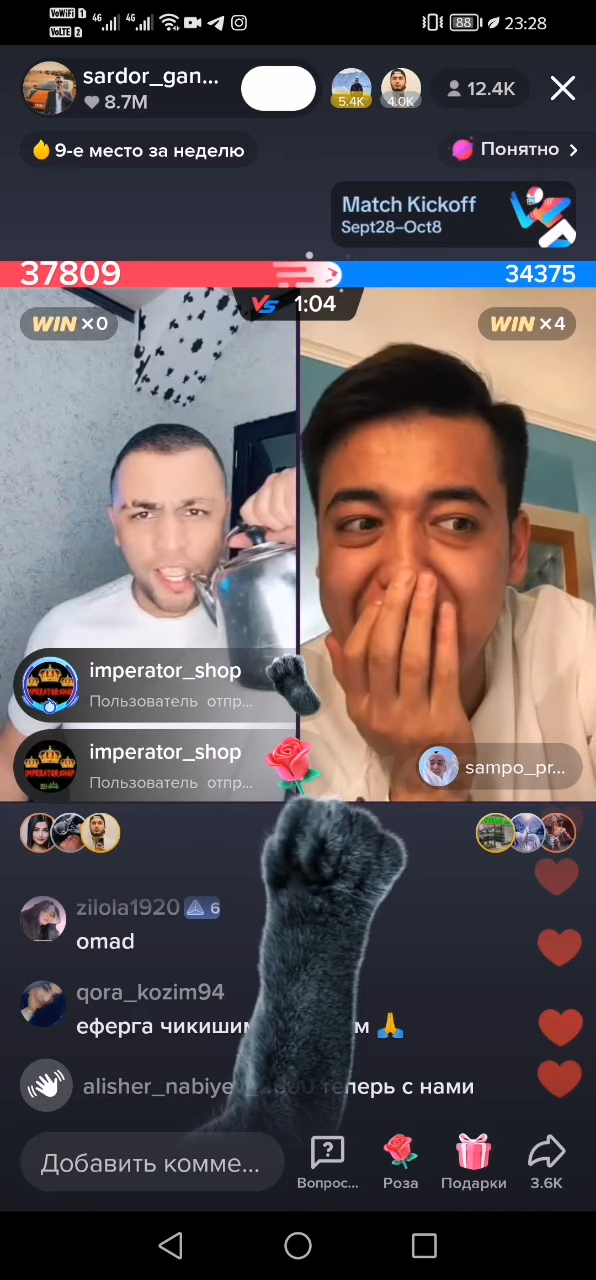 VoWiFi 1
VoLTE 2
4G
4G
88
23:28
sardor_gan...
8.7M
5.4K
4.0K
12.4K
9-е место за неделю
Понятно
Match Kickoff
Sept28–Oct8
37809
34375
VS 1:04
WIN ×0
WIN ×4
imperator_shop
Пользователь отпр...
imperator_shop
Пользователь отпр...
sampo_pr...
zilola1920 6
omad
qora_kozim94
еферга
alisher_nabiye
теперь с нами
Добавить комме...
Вопрос...
Роза
Подарки
3.6K